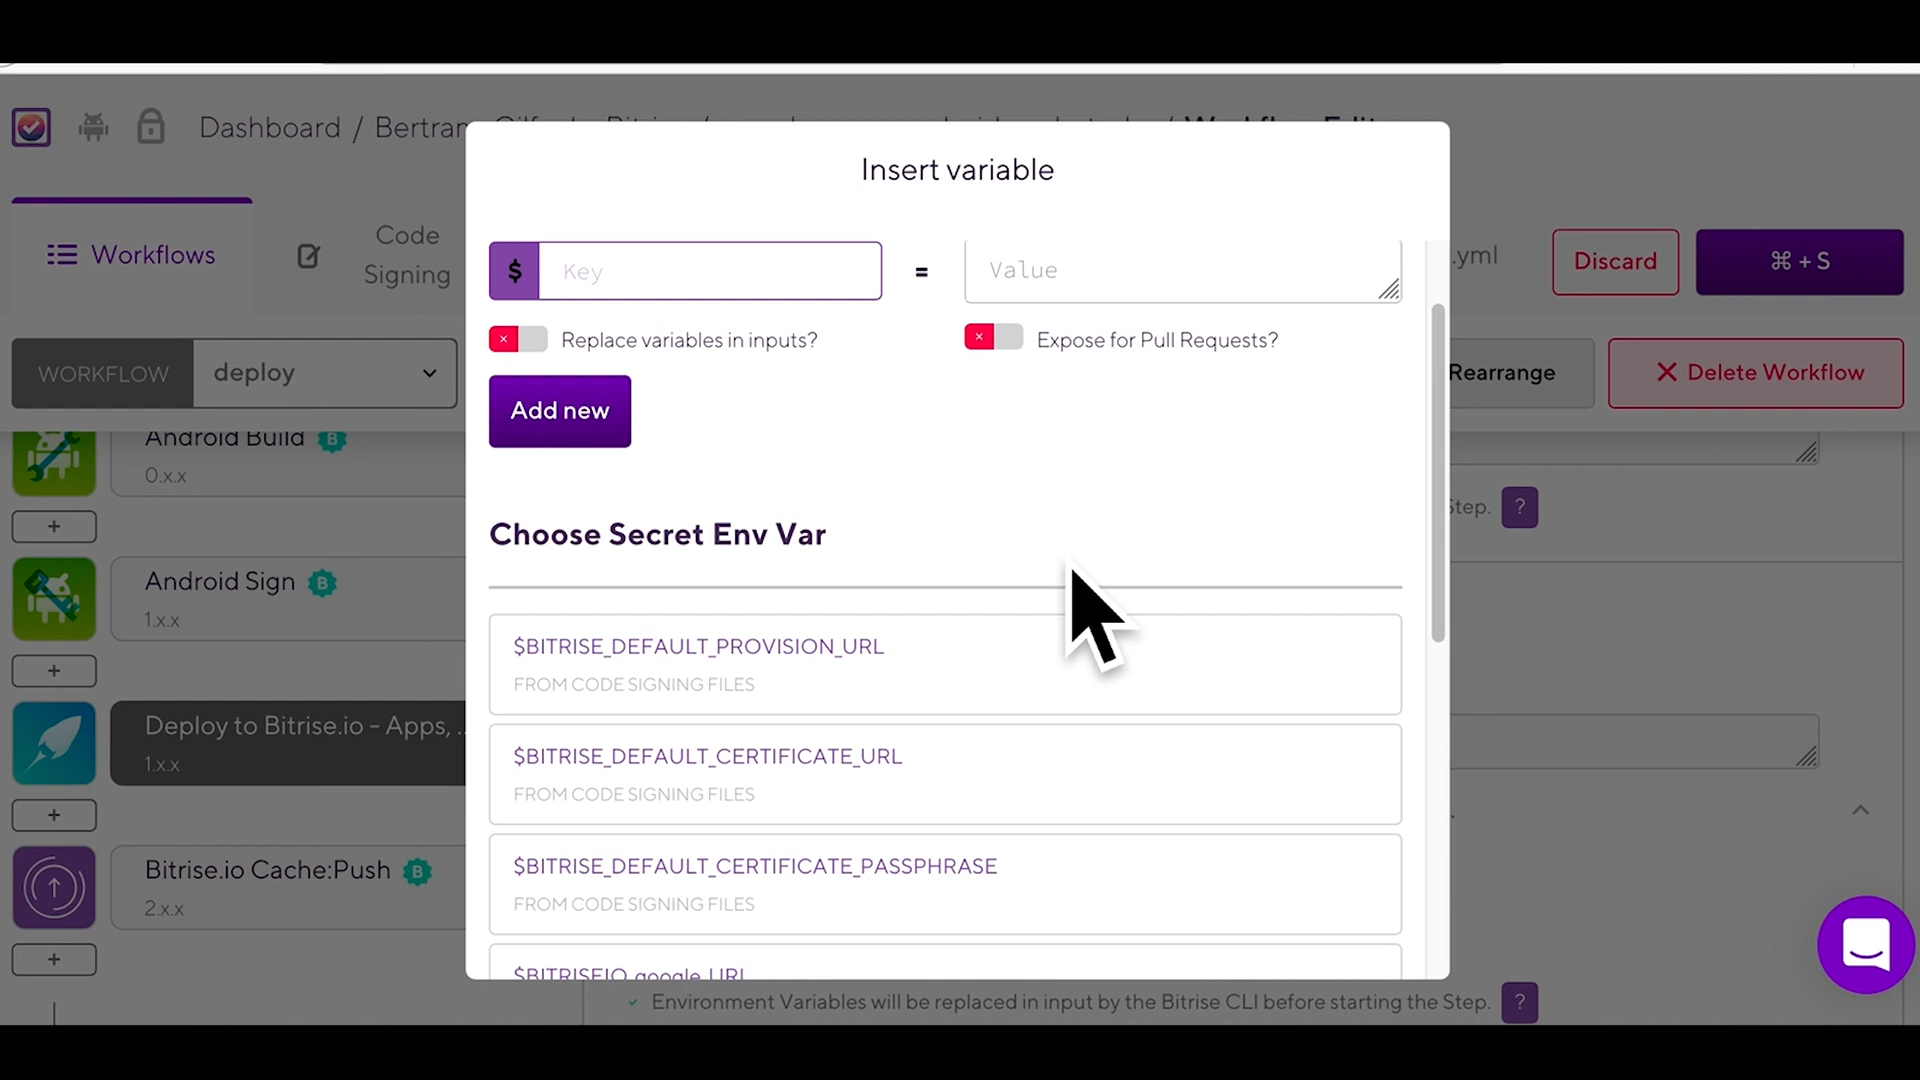 Dashboard / Bertram
Insert variable
Workflows
Code
Signing
$ Key = Value
.yml
Discard
⌘ + S
Replace variables in inputs?
Expose for Pull Requests?
WORKFLOW deploy
Rearrange
Delete Workflow
Add new
Android Build B
0.x.x
Step. ?
+
Choose Secret Env Var
Android Sign B
1.x.x
+
$BITRISE_DEFAULT_PROVISION_URL
FROM CODE SIGNING FILES
Deploy to Bitrise.io - Apps, ...
1.x.x
$BITRISE_DEFAULT_CERTIFICATE_URL
FROM CODE SIGNING FILES
+
Bitrise.io Cache:Push B
2.x.x
$BITRISE_DEFAULT_CERTIFICATE_PASSPHRASE
FROM CODE SIGNING FILES
+
$BITRISEIO_google_URL
Environment Variables will be replaced in input by the Bitrise CLI before starting the Step. ?